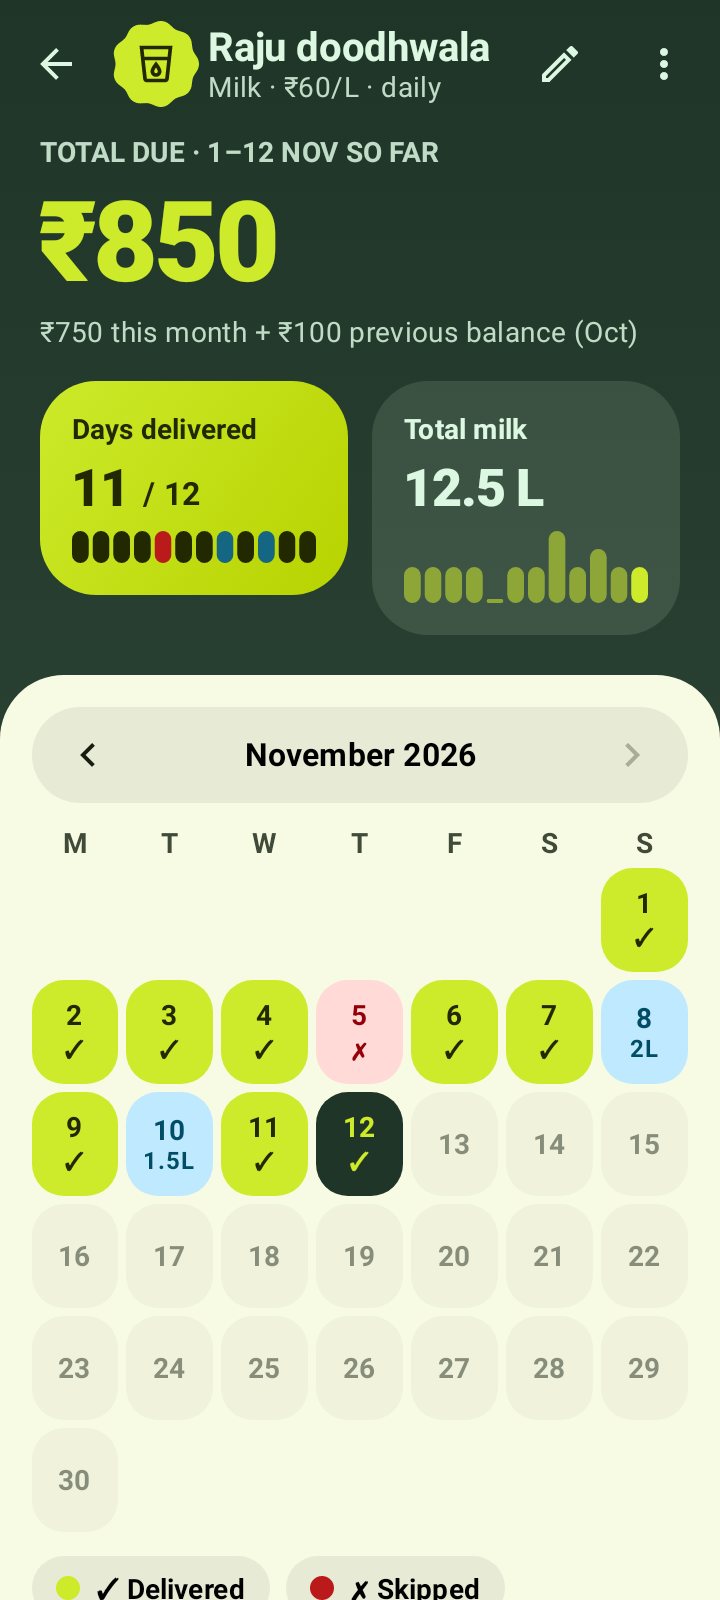 Raju doodhwala
Milk · ₹60/L · daily
TOTAL DUE · 1–12 NOV SO FAR
₹850
₹750 this month + ₹100 previous balance (Oct)
Days delivered
11 / 12
Total milk
12.5 L
November 2026
M T W T F S S
1
✓
2 3 4 5 6 7 8
✓ ✓ ✓ ✗ ✓ ✓ 2L
9 10 11 12 13 14 15
✓ 1.5L ✓ ✓
16 17 18 19 20 21 22
23 24 25 26 27 28 29
30
✓ Delivered ✗ Skipped